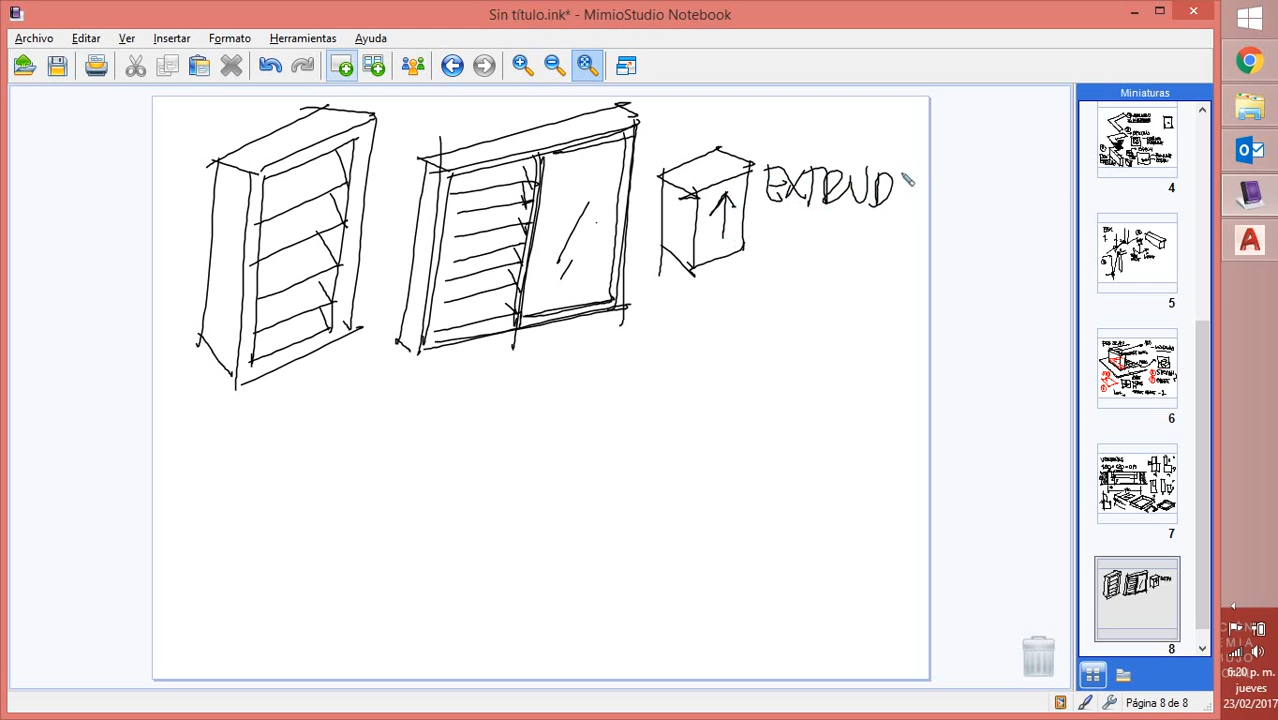 Sin título.ink* - MimioStudio Notebook
Archivo Editar Ver Insertar Formato Herramientas Ayuda
Miniaturas
EXTEND
4
5
6
7
8
6:20 p. m.
jueves
23/02/2017
Página 8 de 8